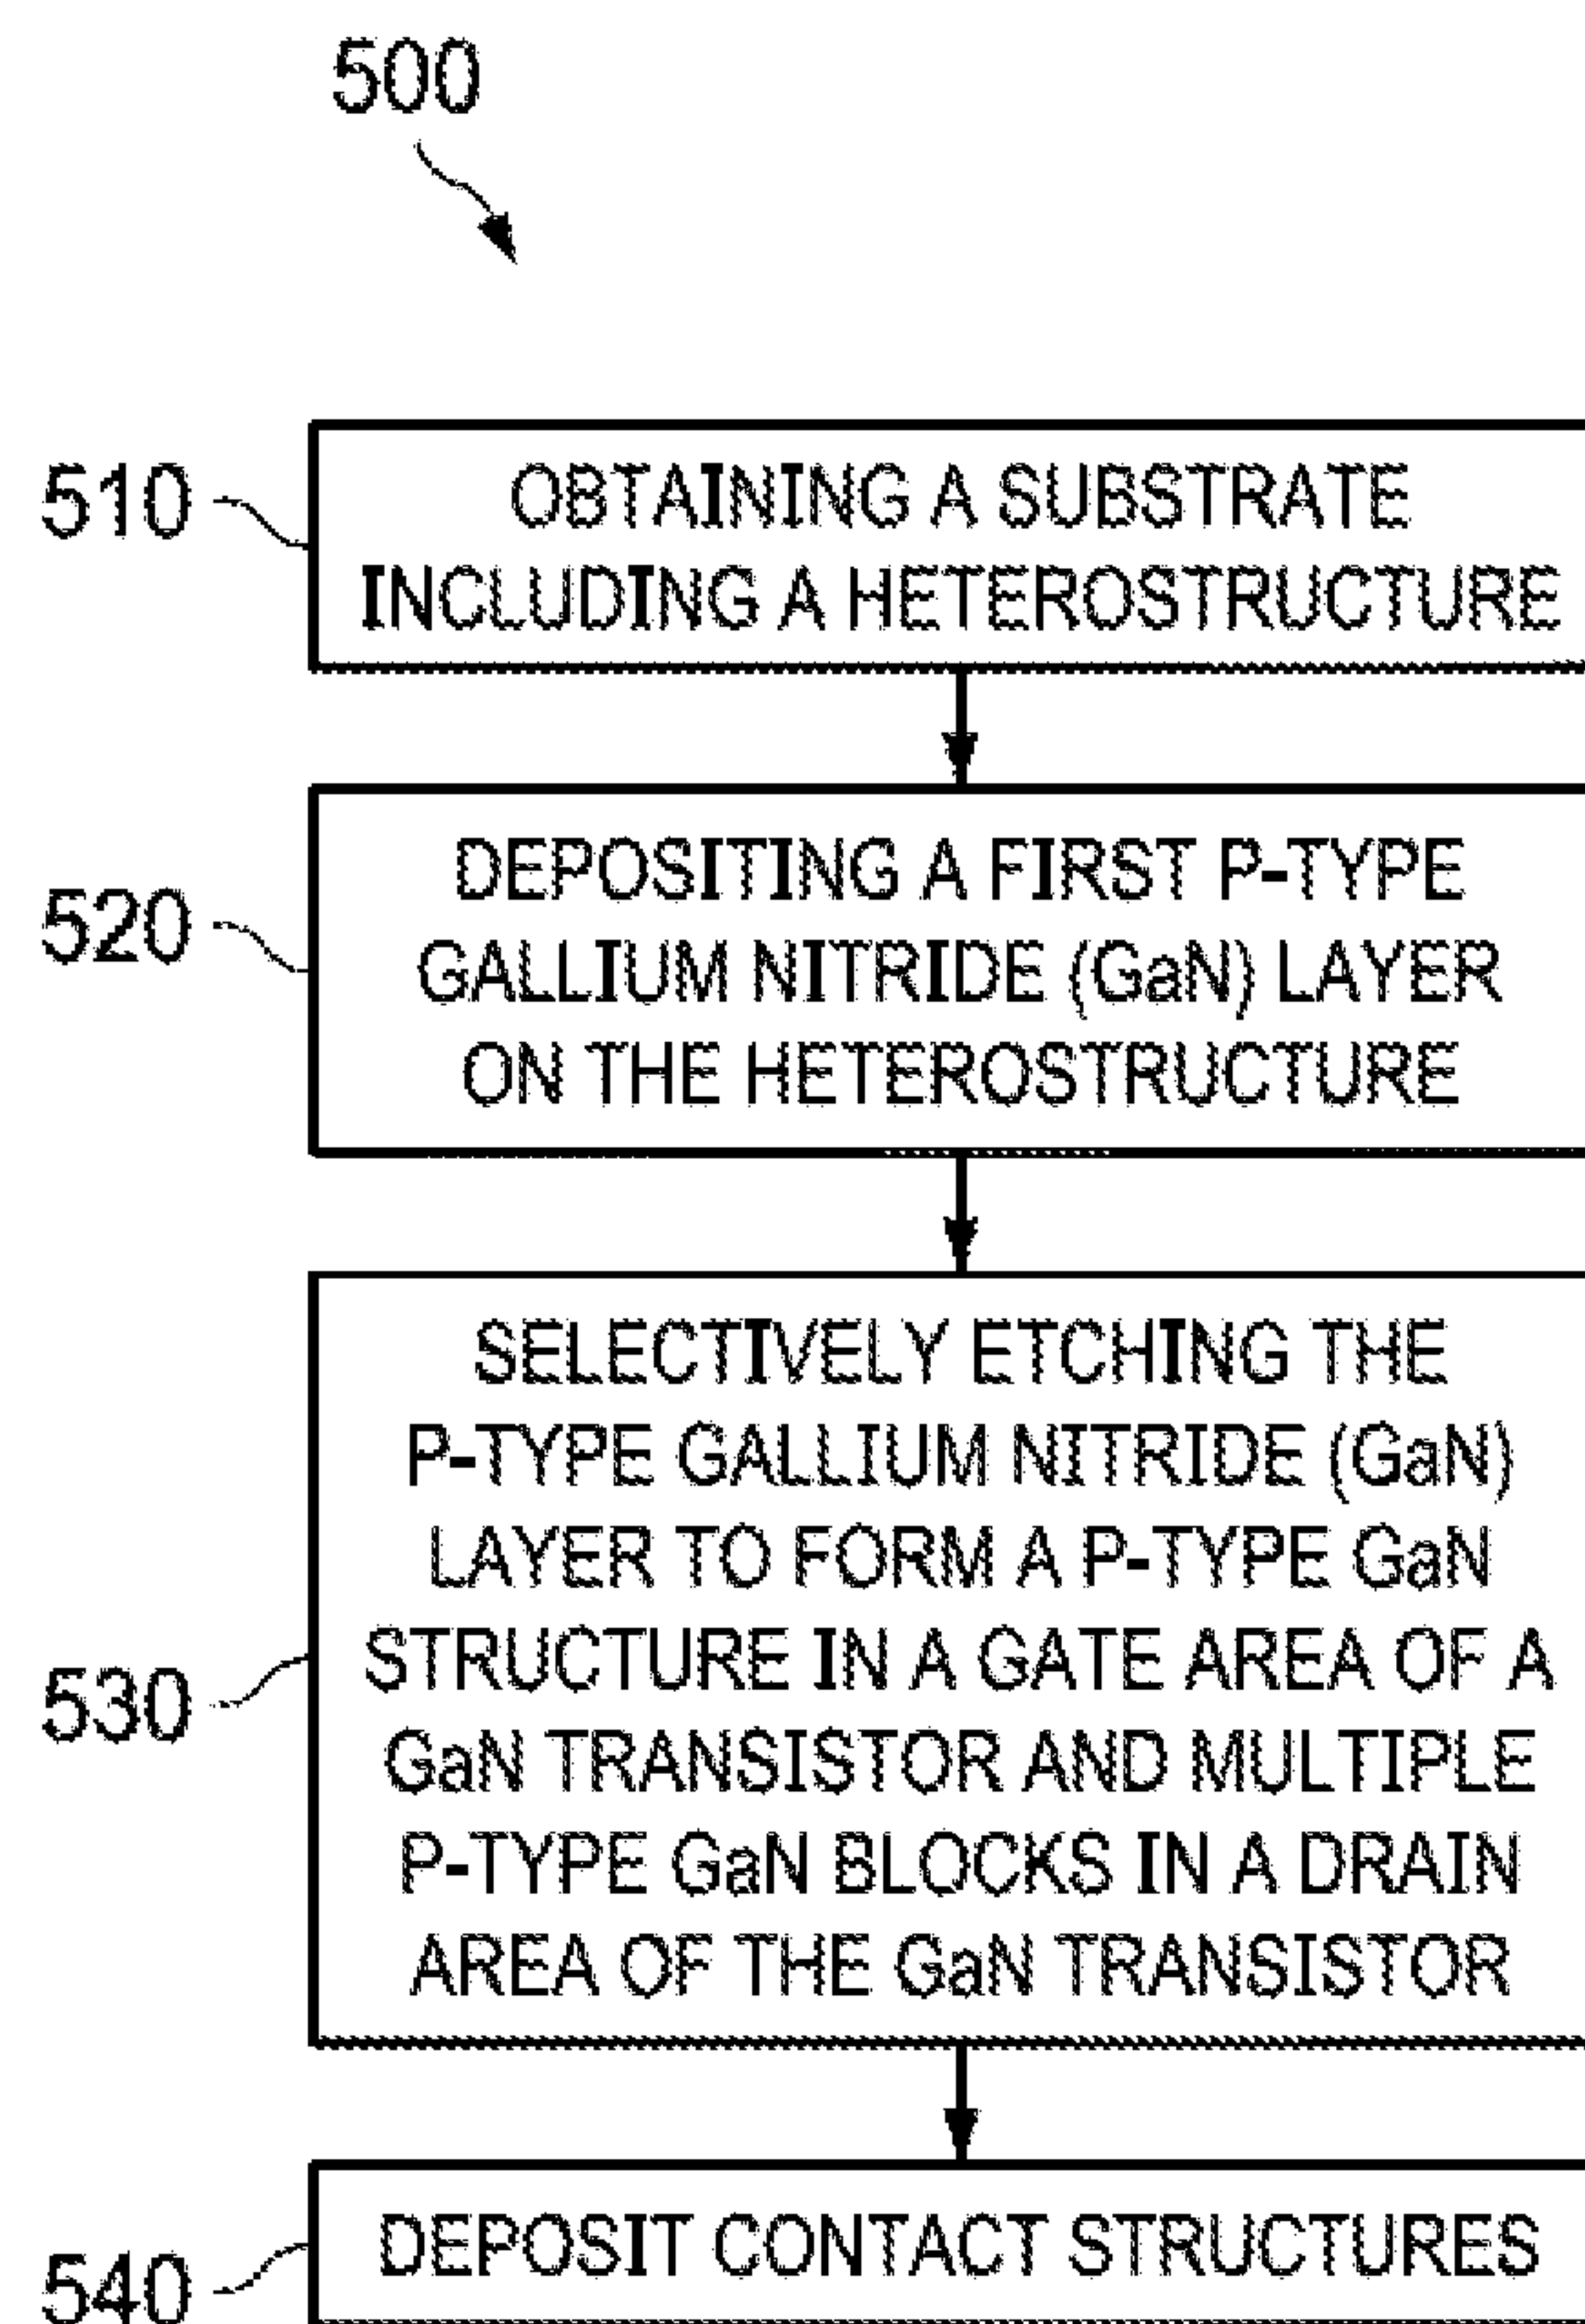 500
510
OBTAINING A SUBSTRATE
INCLUDING A HETEROSTRUCTURE
520
DEPOSITING A FIRST P-TYPE
GALLIUM NITRIDE (GaN) LAYER
ON THE HETEROSTRUCTURE
530
SELECTIVELY ETCHING THE
P-TYPE GALLIUM NITRIDE (GaN)
LAYER TO FORM A P-TYPE GaN
STRUCTURE IN A GATE AREA OF A
GaN TRANSISTOR AND MULTIPLE
P-TYPE GaN BLOCKS IN A DRAIN
AREA OF THE GaN TRANSISTOR
540
DEPOSIT CONTACT STRUCTURES